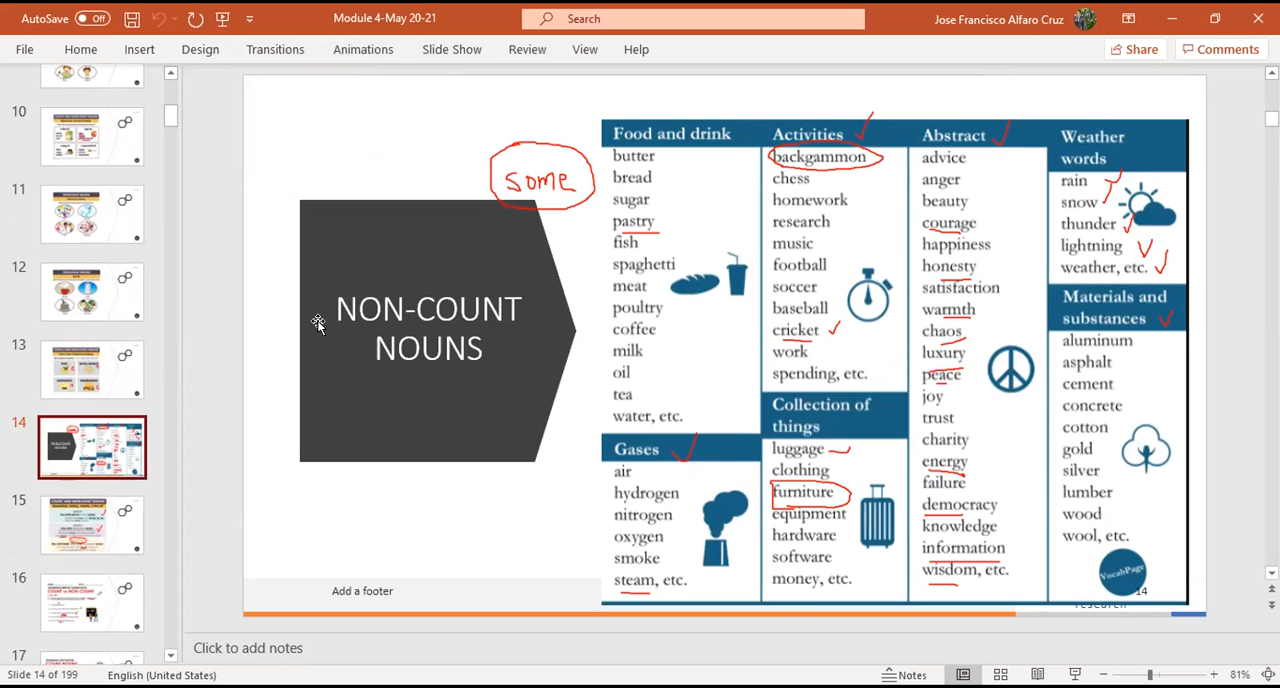 AutoSave Off
Module 4-May 20-21
Search
Jose Francisco Alfaro Cruz
File Home Insert Design Transitions Animations Slide Show Review View Help Share Comments
10
11
12
13
14
15
16
17
some
NON-COUNT
NOUNS
Food and drink
butter
bread
sugar
pastry
fish
spaghetti
meat
poultry
coffee
milk
oil
tea
water, etc.
Gases
air
hydrogen
nitrogen
oxygen
smoke
steam, etc.
Activities
backgammon
chess
homework
research
music
football
soccer
baseball
cricket
work
spending, etc.
Collection of
things
luggage
clothing
furniture
equipment
hardware
software
money, etc.
Abstract
advice
anger
beauty
courage
happiness
honesty
satisfaction
warmth
chaos
luxury
peace
joy
trust
charity
energy
failure
democracy
knowledge
information
wisdom, etc.
Weather
words
rain
snow
thunder
lightning
weather, etc.
Materials and
substances
aluminum
asphalt
cement
concrete
cotton
gold
silver
lumber
wood
wool, etc.
VocabPage
Add a footer
14
research
Click to add notes
Slide 14 of 199 English (United States) Notes 81%